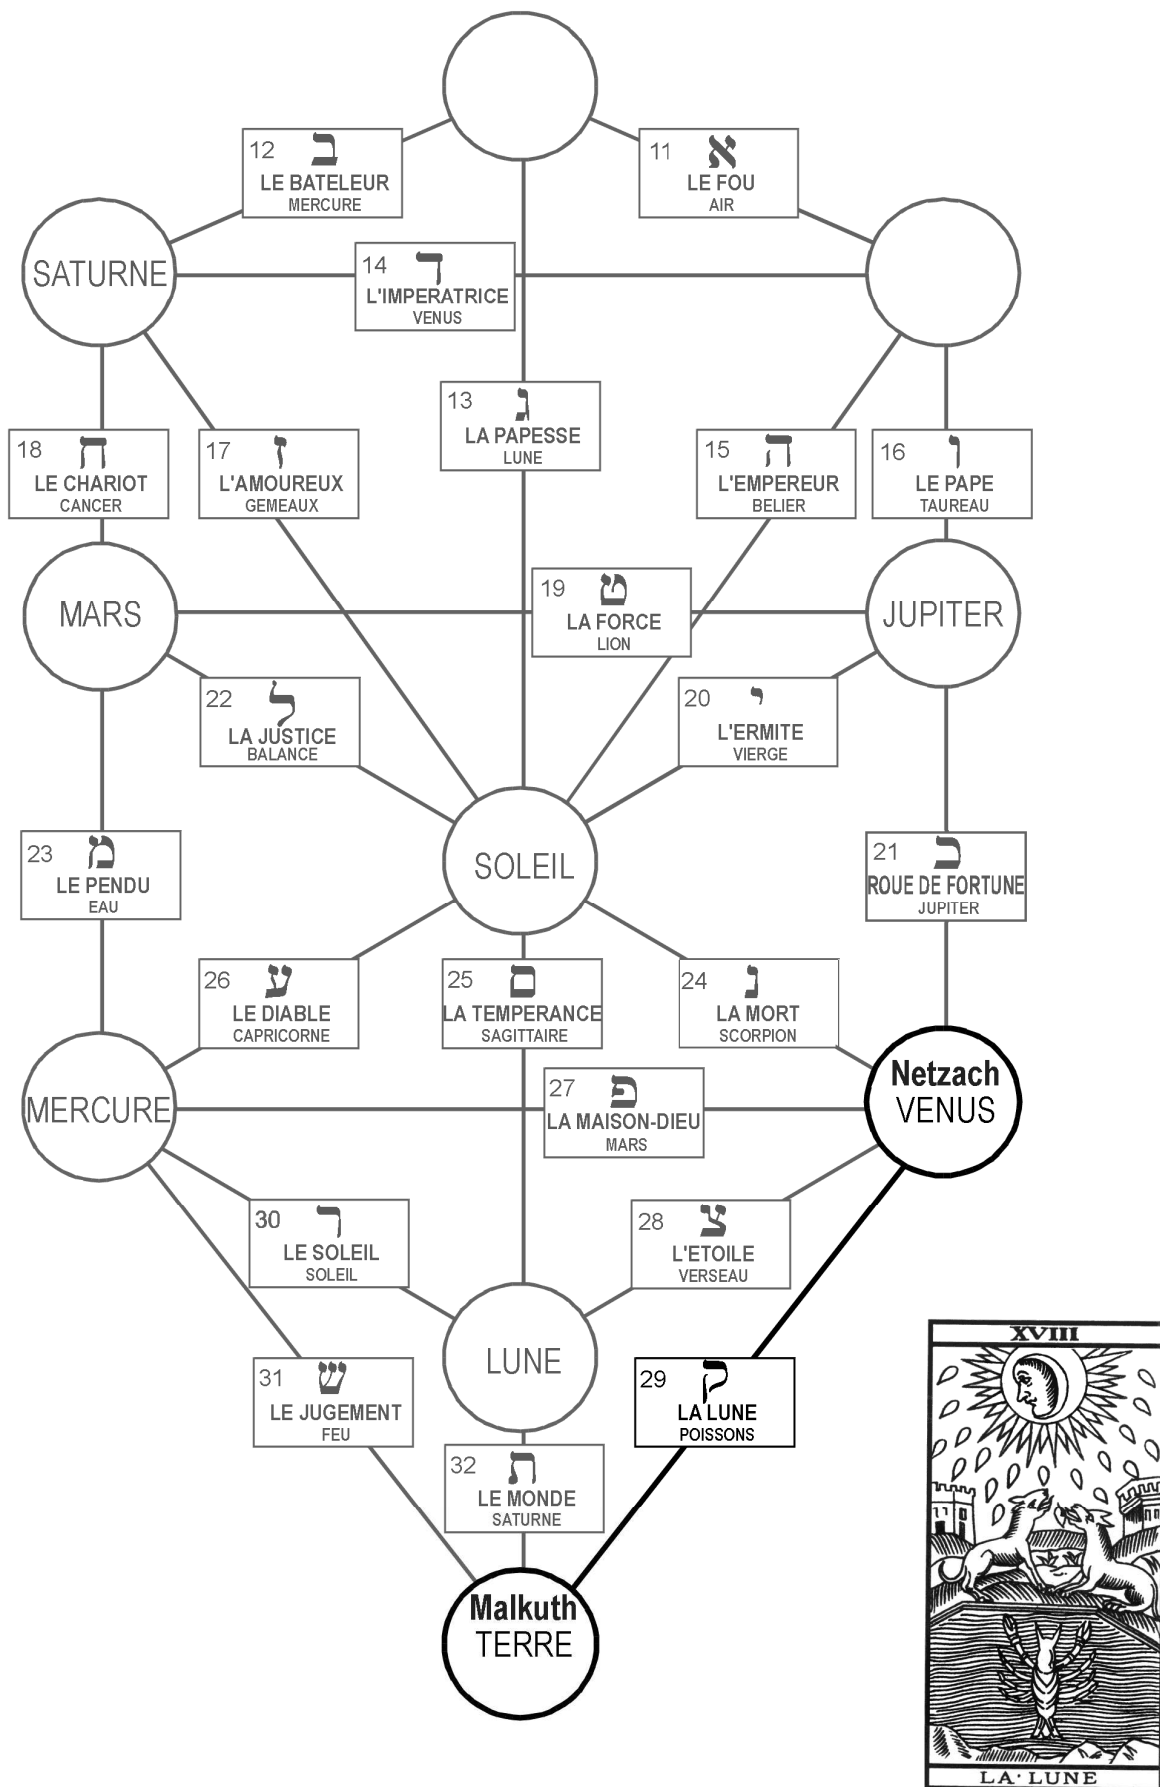 12 ב
LE BATELEUR
MERCURE
11 א
LE FOU
AIR
SATURNE
14 ד
L'IMPERATRICE
VENUS
13 ג
LA PAPESSE
LUNE
18 ח
LE CHARIOT
CANCER
17 ז
L'AMOUREUX
GEMEAUX
15 ה
L'EMPEREUR
BELIER
16 ו
LE PAPE
TAUREAU
MARS
19 ט
LA FORCE
LION
JUPITER
22 ל
LA JUSTICE
BALANCE
20 י
L'ERMITE
VIERGE
23 מ
LE PENDU
EAU
SOLEIL
21 כ
ROUE DE FORTUNE
JUPITER
26 ע
LE DIABLE
CAPRICORNE
25 ם
LA TEMPERANCE
SAGITTAIRE
24 נ
LA MORT
SCORPION
MERCURE
27 פ
LA MAISON-DIEU
MARS
Netzach
VENUS
30 ר
LE SOLEIL
SOLEIL
28 צ
L'ETOILE
VERSEAU
LUNE
31 ש
LE JUGEMENT
FEU
29 ק
LA LUNE
POISSONS
32 ת
LE MONDE
SATURNE
Malkuth
TERRE
XVIII
LA·LUNE